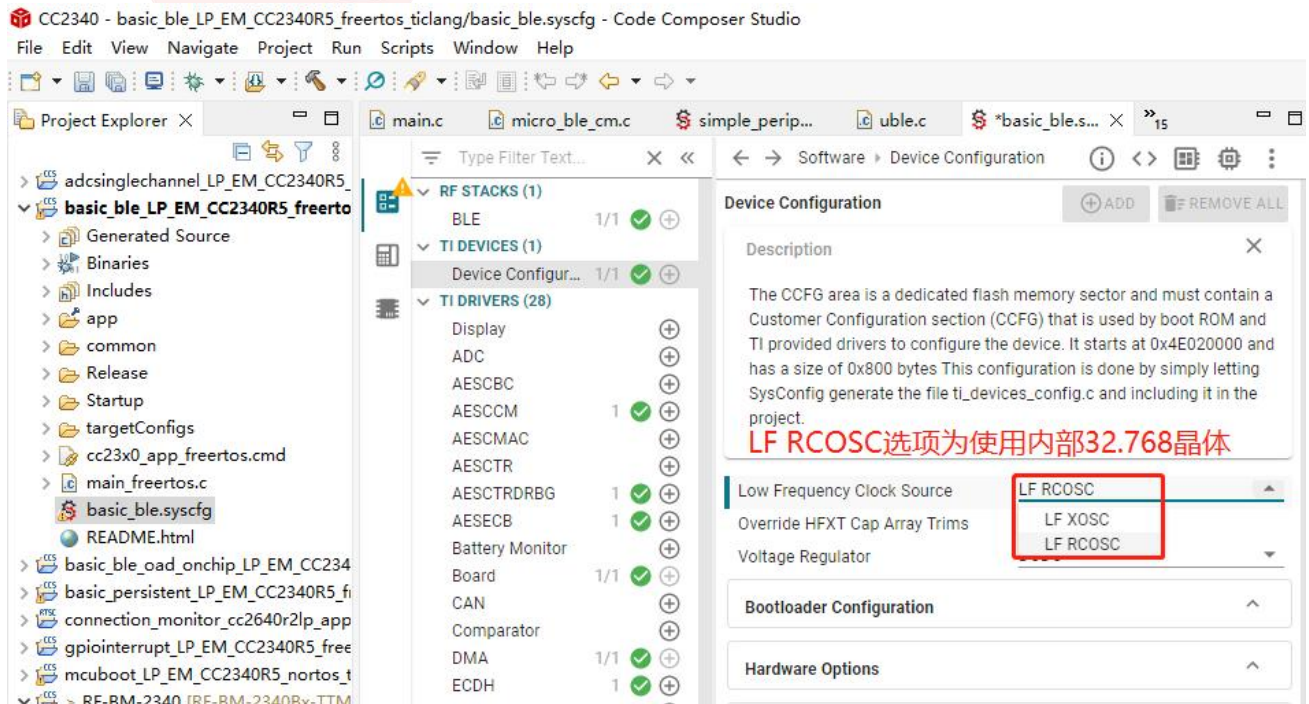 CC2340 - basic_ble_LP_EM_CC2340R5_freertos_ticlang/basic_ble.syscfg - Code Composer Studio
File Edit View Navigate Project Run Scripts Window Help
Project Explorer
main.c micro_ble_cm.c simple_perip... uble.c *basic_ble.s... 15
adcsinglechannel_LP_EM_CC2340R5_
basic_ble_LP_EM_CC2340R5_freerto
Generated Source
Binaries
Includes
app
common
Release
Startup
targetConfigs
cc23x0_app_freertos.cmd
main_freertos.c
basic_ble.syscfg
README.html
basic_ble_oad_onchip_LP_EM_CC234
basic_persistent_LP_EM_CC2340R5_fr
connection_monitor_cc2640r2lp_app
gpiointerrupt_LP_EM_CC2340R5_free
mcuboot_LP_EM_CC2340R5_nortos_t
> RF-BM-2340 [RF-BM-2340Bx-TTM
Type Filter Text...
RF STACKS (1)
BLE 1/1
TI DEVICES (1)
Device Configur... 1/1
TI DRIVERS (28)
Display
ADC
AESCBC
AESCCM 1
AESCMAC
AESCTR
AESCTRDRBG 1
AESECB 1
Battery Monitor
Board 1/1
CAN
Comparator
DMA 1/1
ECDH 1
Software Device Configuration
Device Configuration ADD REMOVE ALL
Description
The CCFG area is a dedicated flash memory sector and must contain a
Customer Configuration section (CCFG) that is used by boot ROM and
TI provided drivers to configure the device. It starts at 0x4E020000 and
has a size of 0x800 bytes This configuration is done by simply letting
SysConfig generate the file ti_devices_config.c and including it in the
project.
LF RCOSC选项为使用内部32.768晶体
Low Frequency Clock Source LF RCOSC
LF XOSC
Override HFXT Cap Array Trims
LF RCOSC
Voltage Regulator
Bootloader Configuration
Hardware Options